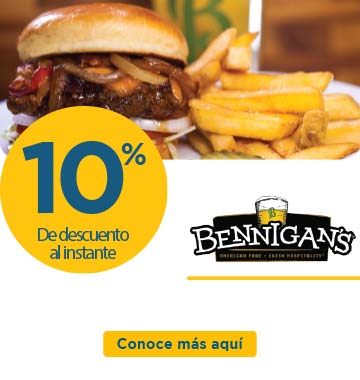 10%
De descuento
al instante
B
BENNIGAN'S
AMERICAN FARE • IRISH HOSPITALITY
Conoce más aquí